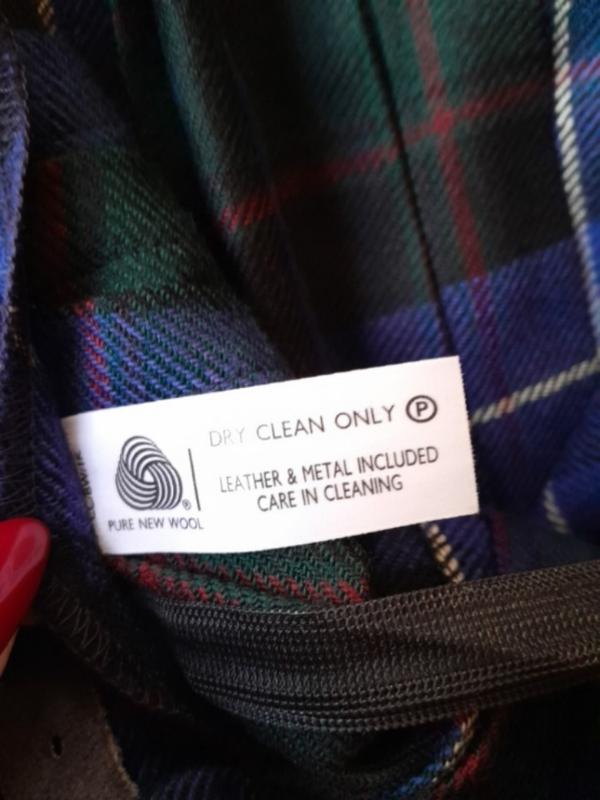 DRY CLEAN ONLY Ⓟ
LEATHER & METAL INCLUDED
CARE IN CLEANING
®
PURE NEW WOOL